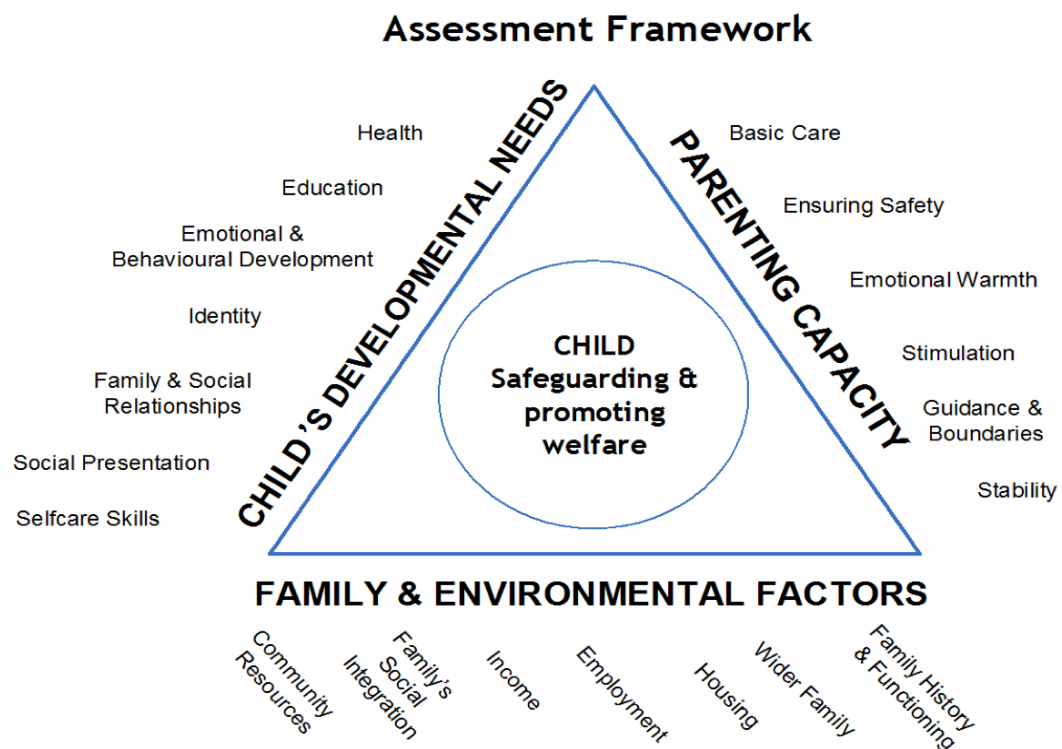 Assessment Framework
CHILD'S DEVELOPMENTAL NEEDS
Health
Education
Emotional &
Behavioural Development
Identity
Family & Social
Relationships
Social Presentation
Selfcare Skills
PARENTING CAPACITY
Basic Care
Ensuring Safety
Emotional Warmth
Stimulation
Guidance &
Boundaries
Stability
CHILD
Safeguarding &
promoting
welfare
FAMILY & ENVIRONMENTAL FACTORS
Community
Resources
Family's
Social
Integration
Income
Employment
Housing
Wider Family
Family History
& Functioning